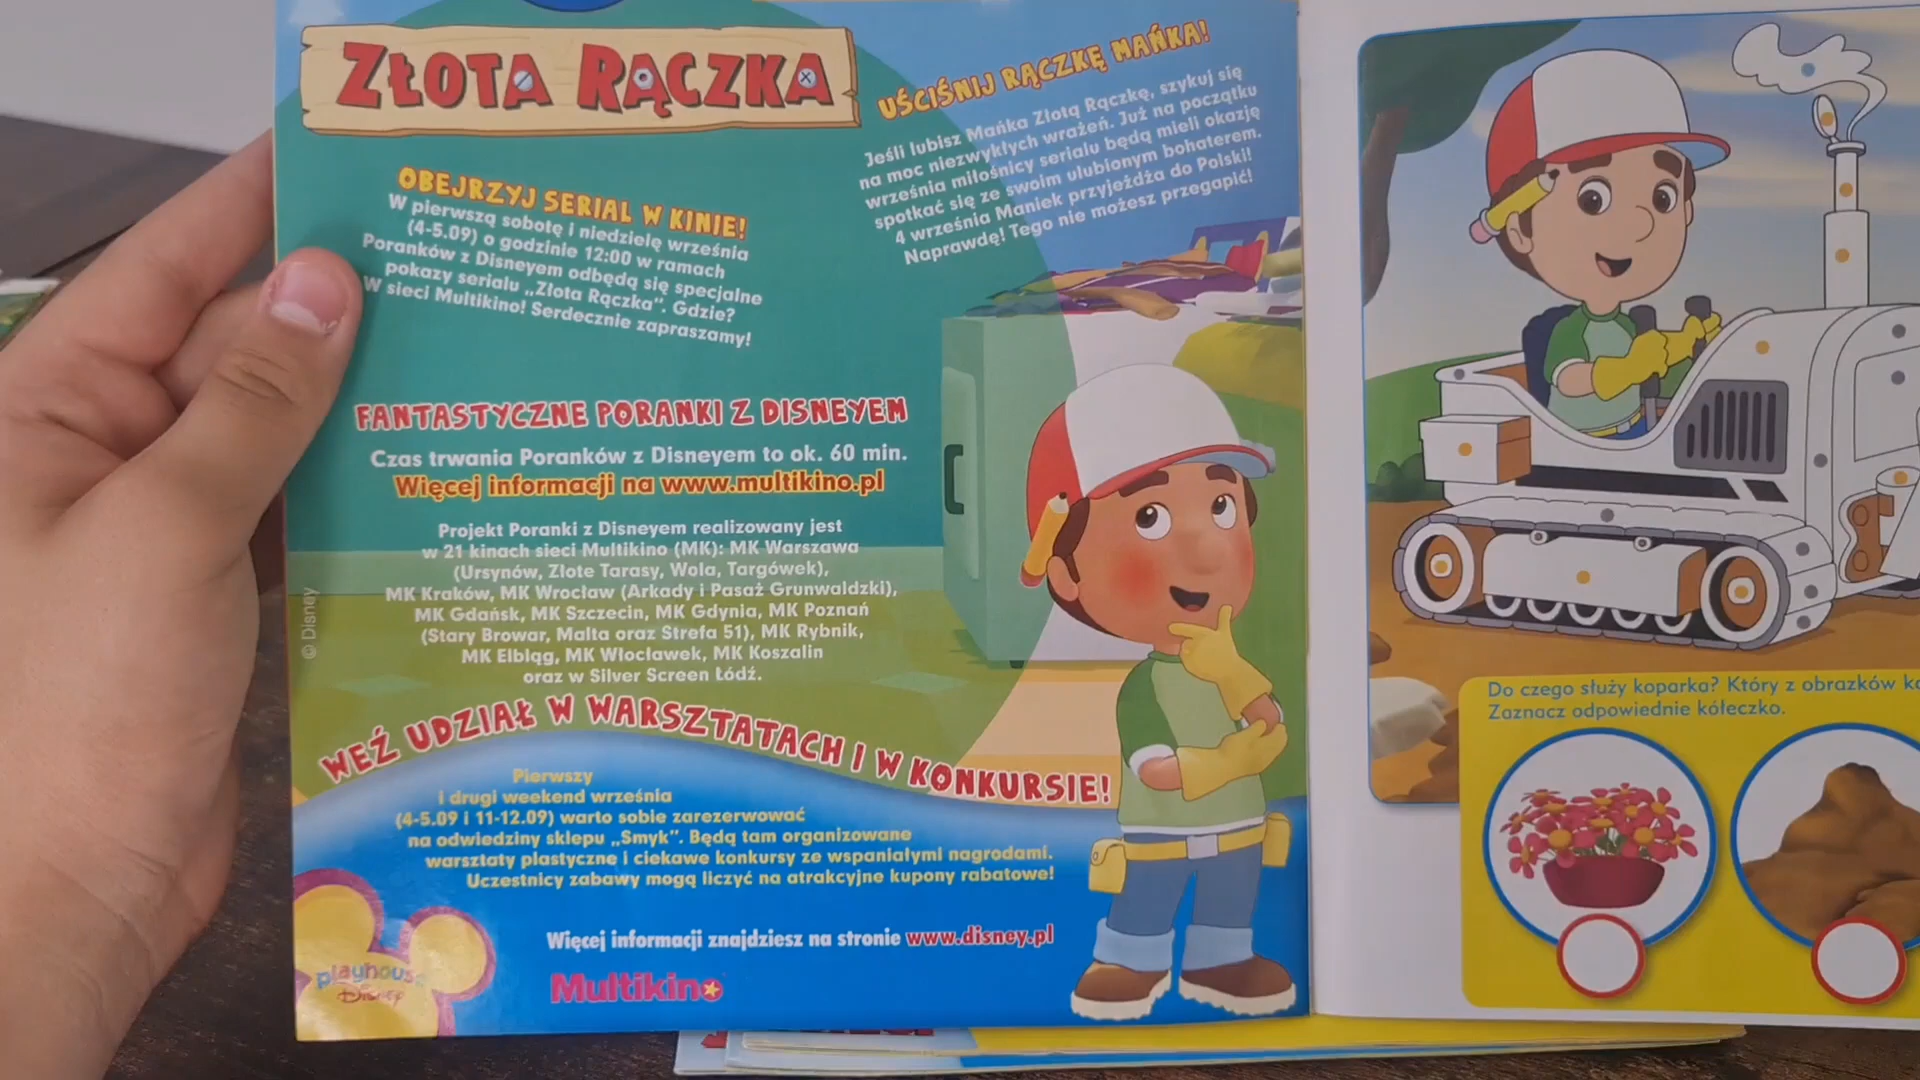 ZŁOTA RĄCZKA
OBEJRZYJ SERIAL W KINIE!
W pierwszą sobotę i niedzielę września
(4-5.09) o godzinie 12:00 w ramach
Poranków z Disneyem odbędą się specjalne
pokazy serialu „Złota Rączka”. Gdzie?
W sieci Multikino! Serdecznie zapraszamy!
UŚCIŚNIJ RĄCZKĘ MAŃKA!
Jeśli lubisz Mańka Złotą Rączkę, szykuj się
na moc niezwykłych wrażeń. Już na początku
września miłośnicy serialu będą mieli okazję
spotkać się ze swoim ulubionym bohaterem.
4 września Maniek przyjeżdża do Polski!
Naprawdę! Tego nie możesz przegapić!
FANTASTYCZNE PORANKI Z DISNEYEM
Czas trwania Poranków z Disneyem to ok. 60 min.
Więcej informacji na www.multikino.pl
Projekt Poranki z Disneyem realizowany jest
w 21 kinach sieci Multikino (MK): MK Warszawa
(Ursynów, Złote Tarasy, Wola, Targówek),
MK Kraków, MK Wrocław (Arkady i Pasaż Grunwaldzki),
MK Gdańsk, MK Szczecin, MK Gdynia, MK Poznań
(Stary Browar, Malta oraz Strefa 51), MK Rybnik,
MK Elbląg, MK Włocławek, MK Koszalin
oraz w Silver Screen Łódź.
© Disney
WEŹ UDZIAŁ W WARSZTATACH I W KONKURSIE!
Pierwszy
i drugi weekend września
(4-5.09 i 11-12.09) warto sobie zarezerwować
na odwiedziny sklepu „Smyk”. Będą tam organizowane
warsztaty plastyczne i ciekawe konkursy ze wspaniałymi nagrodami.
Uczestnicy zabawy mogą liczyć na atrakcyjne kupony rabatowe!
Więcej informacji znajdziesz na stronie www.disney.pl
playhouse
Disney
Multikino
Do czego służy koparka? Który z obrazków
Zaznacz odpowiednie kółeczko.